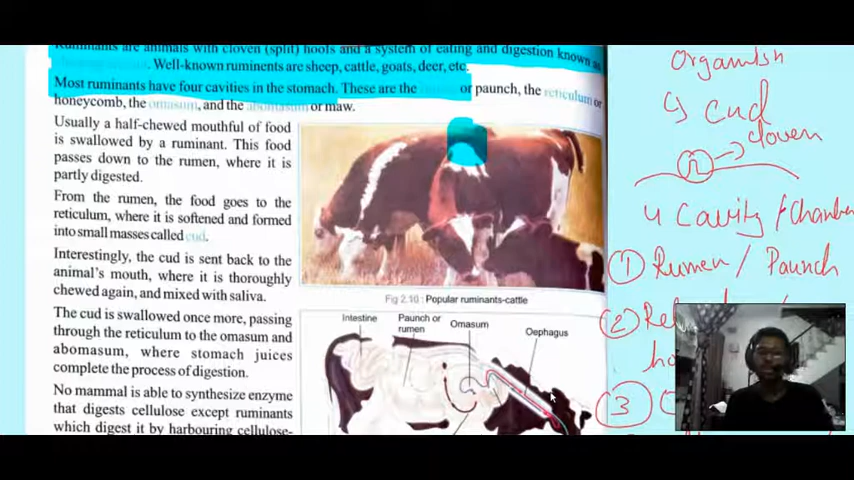 Ruminants are animals with cloven (split) hoofs and a system of eating and digestion known as
. Well-known ruminents are sheep, cattle, goats, deer, etc.
Most ruminants have four cavities in the stomach. These are the or paunch, the reticulum or
honeycomb, the omasum, and the abomasum or maw.
Usually a half-chewed mouthful of food
is swallowed by a ruminant. This food
passes down to the rumen, where it is
partly digested.
From the rumen, the food goes to the
reticulum, where it is softened and formed
into small masses called cud.
Interestingly, the cud is sent back to the
animal's mouth, where it is thoroughly
chewed again, and mixed with saliva.
The cud is swallowed once more, passing
through the reticulum to the omasum and
abomasum, where stomach juices
complete the process of digestion.
No mammal is able to synthesize enzyme
that digests cellulose except ruminants
which digest it by harbouring cellulose-
Fig 2.10 : Popular ruminants-cattle
Intestine
Paunch or
rumen
Omasum
Oephagus
Organish
↳ cud
cloven
↳ Cavity / Chamber
① Rumen / Paunch
②
③